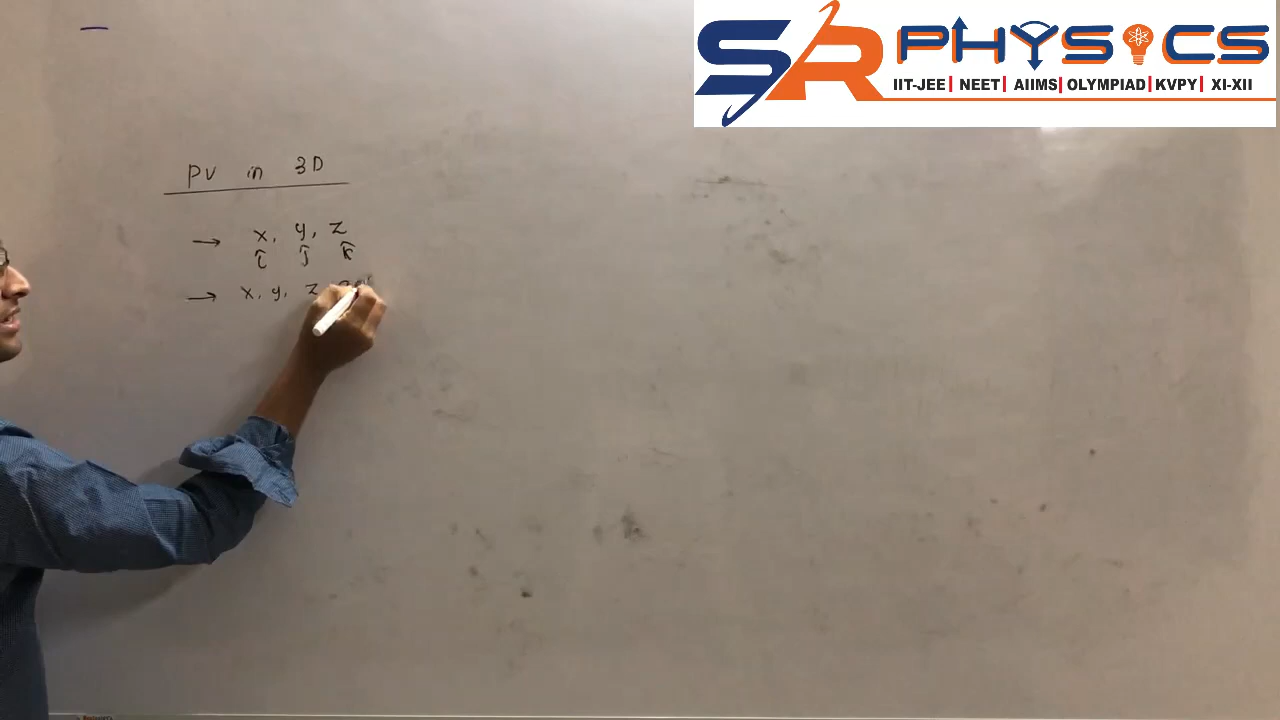 SR PHYSICS
IIT-JEE | NEET | AIIMS | OLYMPIAD | KVPY | XI-XII
PV in 3D
→ x, y, z
î ĵ k̂
→ x, y, z